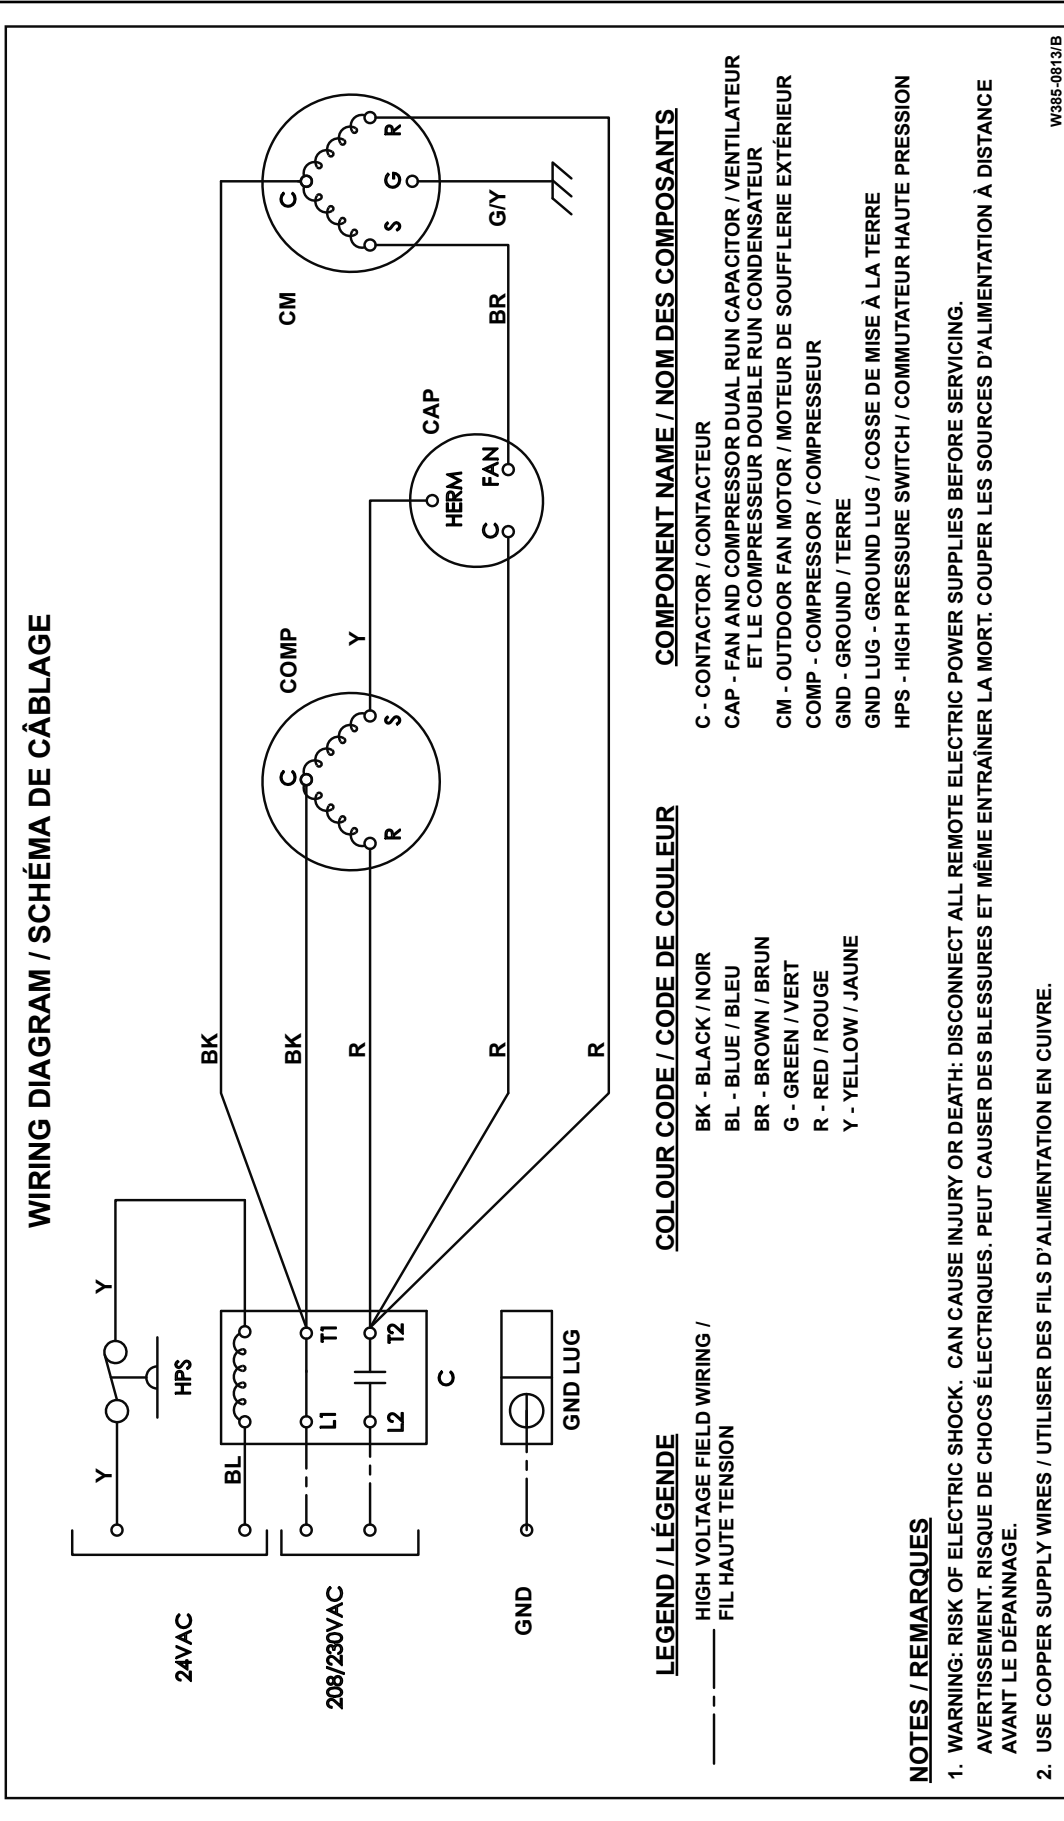 WIRING DIAGRAM / SCHÉMA DE CÂBLAGE
24VAC
Y
HPS
Y
BL
208/230VAC
L1
T1
L2
T2
C
GND
GND LUG
BK
BK
R
R
R
COMP
C
R
S
Y
CAP
HERM
C
FAN
BR
CM
C
S
G
R
G/Y
LEGEND / LÉGENDE
HIGH VOLTAGE FIELD WIRING /
FIL HAUTE TENSION
COLOUR CODE / CODE DE COULEUR
BK - BLACK / NOIR
BL - BLUE / BLEU
BR - BROWN / BRUN
G - GREEN / VERT
R - RED / ROUGE
Y - YELLOW / JAUNE
COMPONENT NAME / NOM DES COMPOSANTS
C - CONTACTOR / CONTACTEUR
CAP - FAN AND COMPRESSOR DUAL RUN CAPACITOR / VENTILATEUR
ET LE COMPRESSEUR DOUBLE RUN CONDENSATEUR
CM - OUTDOOR FAN MOTOR / MOTEUR DE SOUFFLERIE EXTÉRIEUR
COMP - COMPRESSOR / COMPRESSEUR
GND - GROUND / TERRE
GND LUG - GROUND LUG / COSSE DE MISE À LA TERRE
HPS - HIGH PRESSURE SWITCH / COMMUTATEUR HAUTE PRESSION
NOTES / REMARQUES
1. WARNING: RISK OF ELECTRIC SHOCK. CAN CAUSE INJURY OR DEATH: DISCONNECT ALL REMOTE ELECTRIC POWER SUPPLIES BEFORE SERVICING.
AVERTISSEMENT. RISQUE DE CHOCS ÉLECTRIQUES. PEUT CAUSER DES BLESSURES ET MÊME ENTRAÎNER LA MORT. COUPER LES SOURCES D'ALIMENTATION À DISTANCE
AVANT LE DÉPANNAGE.
2. USE COPPER SUPPLY WIRES / UTILISER DES FILS D'ALIMENTATION EN CUIVRE.
W385-0813/B